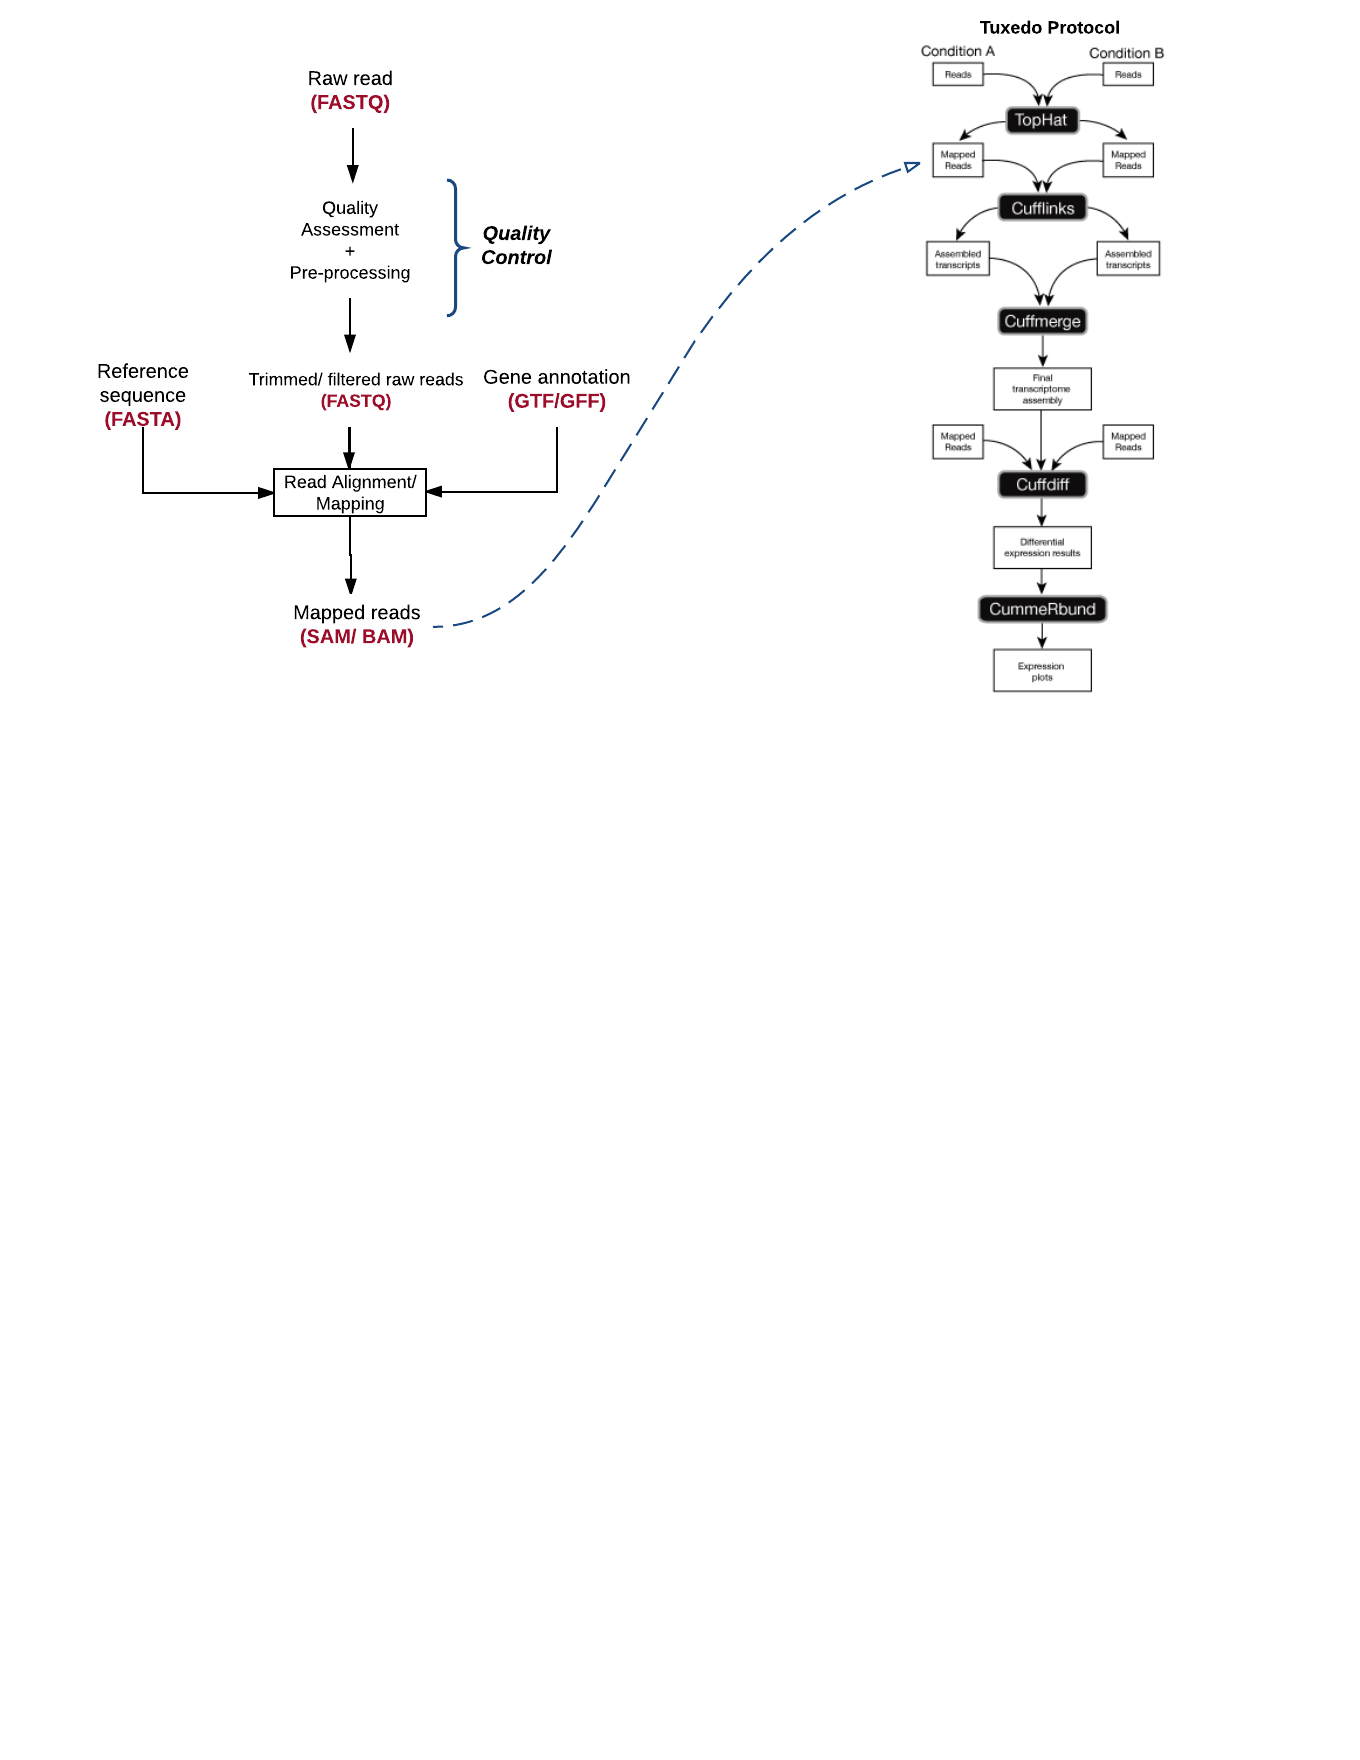 Raw read
(FASTQ)
Quality
Assessment
+
Pre-processing
Quality
Control
Reference
sequence
(FASTA)
Trimmed/ filtered raw reads
(FASTQ)
Gene annotation
(GTF/GFF)
Read Alignment/
Mapping
Mapped reads
(SAM/ BAM)
Tuxedo Protocol
Condition A
Condition B
Reads
Reads
TopHat
Mapped
Reads
Mapped
Reads
Cufflinks
Assembled
transcripts
Assembled
transcripts
Cuffmerge
Final
transcriptome
assembly
Mapped
Reads
Mapped
Reads
Cuffdiff
Differential
expression results
CummeRbund
Expression
plots